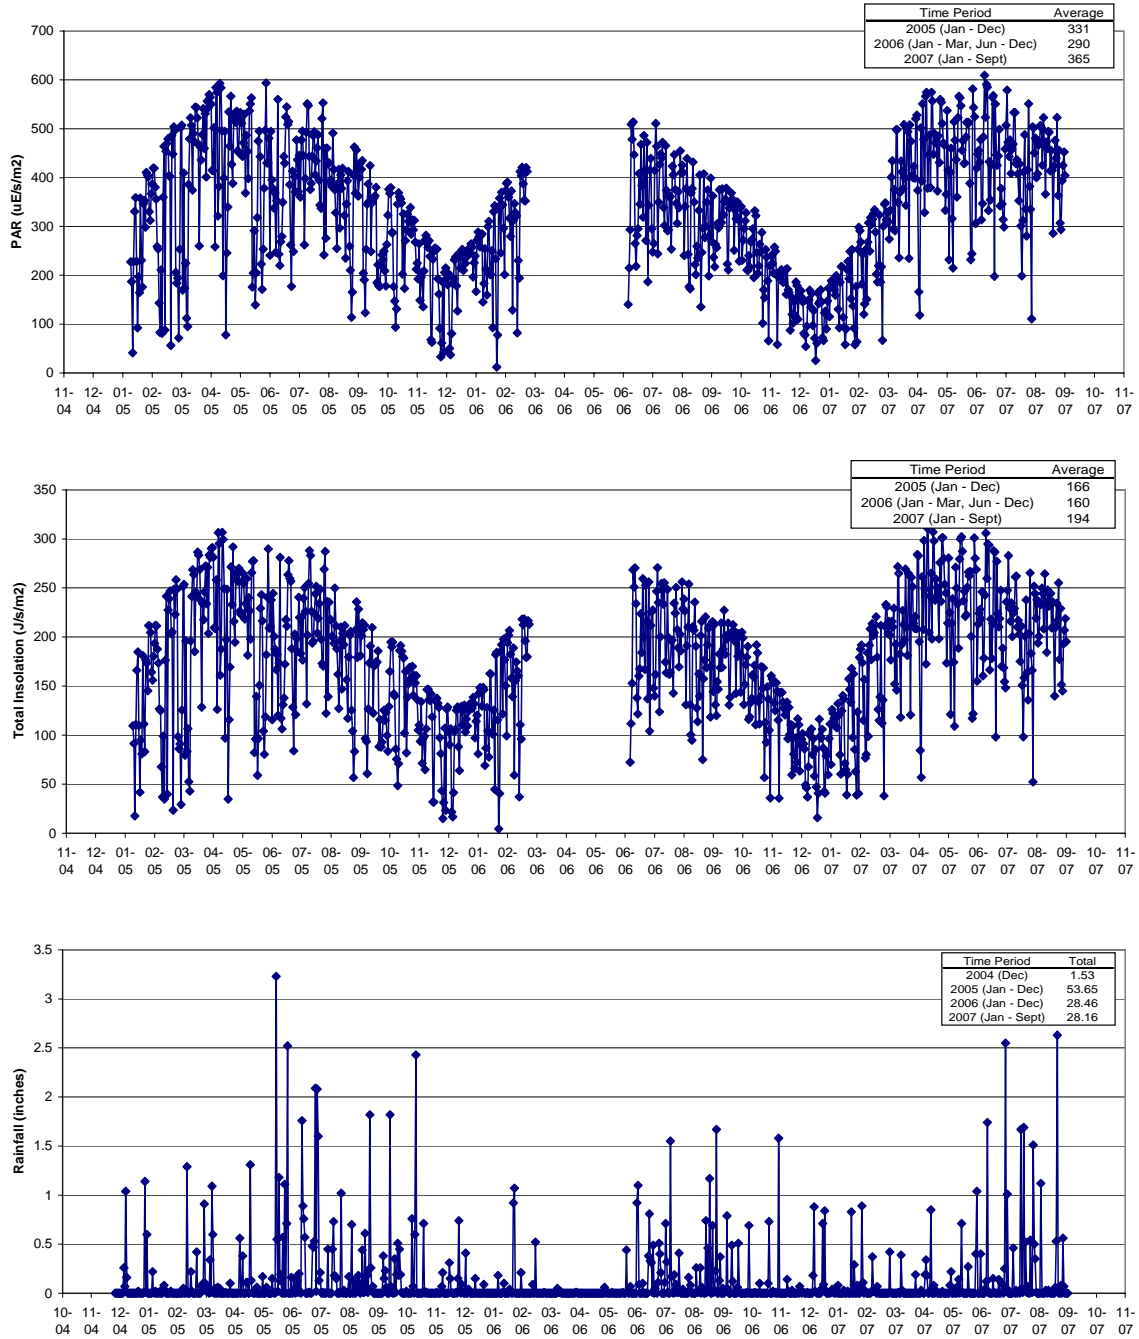 Time Period Average
2005 (Jan - Dec) 331
2006 (Jan - Mar, Jun - Dec) 290
2007 (Jan - Sept) 365
700
600
500
400
300
200
100
0
PAR (uE/s/m2)
11- 12- 01- 02- 03- 04- 05- 06- 07- 08- 09- 10- 11- 12- 01- 02- 03- 04- 05- 06- 07- 08- 09- 10- 11- 12- 01- 02- 03- 04- 05- 06- 07- 08- 09- 10- 11-
04 04 05 05 05 05 05 05 05 05 05 05 05 05 06 06 06 06 06 06 06 06 06 06 06 06 07 07 07 07 07 07 07 07 07 07 07
Time Period Average
2005 (Jan - Dec) 166
2006 (Jan - Mar, Jun - Dec) 160
2007 (Jan - Sept) 194
350
300
250
200
150
100
50
0
Total Insolation (J/s/m2)
11- 12- 01- 02- 03- 04- 05- 06- 07- 08- 09- 10- 11- 12- 01- 02- 03- 04- 05- 06- 07- 08- 09- 10- 11- 12- 01- 02- 03- 04- 05- 06- 07- 08- 09- 10- 11-
04 04 05 05 05 05 05 05 05 05 05 05 05 05 06 06 06 06 06 06 06 06 06 06 06 06 07 07 07 07 07 07 07 07 07 07 07
Time Period Total
2004 (Dec) 1.53
2005 (Jan - Dec) 53.65
2006 (Jan - Dec) 28.46
2007 (Jan - Sept) 28.16
3.5
3
2.5
2
1.5
1
0.5
0
Rainfall (inches)
10- 11- 12- 01- 02- 03- 04- 05- 06- 07- 08- 09- 10- 11- 12- 01- 02- 03- 04- 05- 06- 07- 08- 09- 10- 11- 12- 01- 02- 03- 04- 05- 06- 07- 08- 09- 10- 11-
04 04 04 05 05 05 05 05 05 05 05 05 05 05 05 06 06 06 06 06 06 06 06 06 06 06 06 07 07 07 07 07 07 07 07 07 07 07